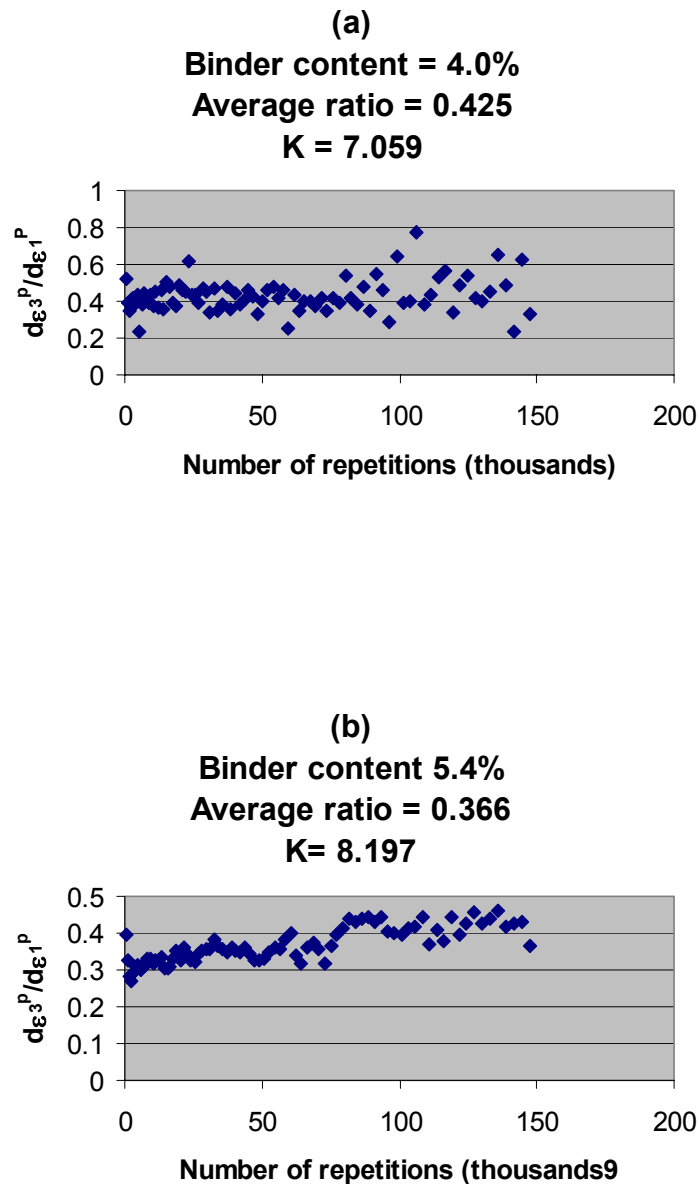 (a)
Binder content = 4.0%
Average ratio = 0.425
K = 7.059
1
0.8
0.6
0.4
0.2
0
dε3ᵖ/dε1ᴾ
0 50 100 150 200
Number of repetitions (thousands)
(b)
Binder content 5.4%
Average ratio = 0.366
K= 8.197
0.5
0.4
0.3
0.2
0.1
0
dε3ᵖ/dε1ᵖ
0 50 100 150 200
Number of repetitions (thousands9